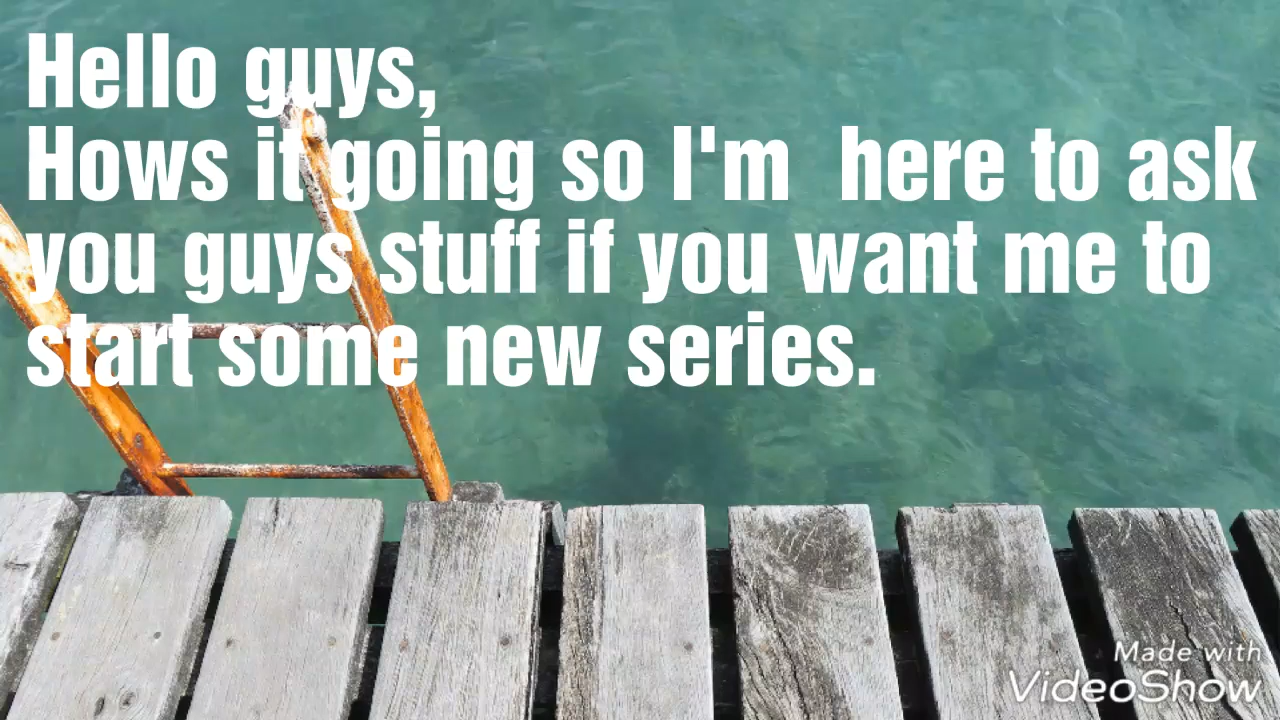 Hello guys,
Hows it going so I'm  here to ask
you guys stuff if you want me to
start some new series.
Made with
VideoShow